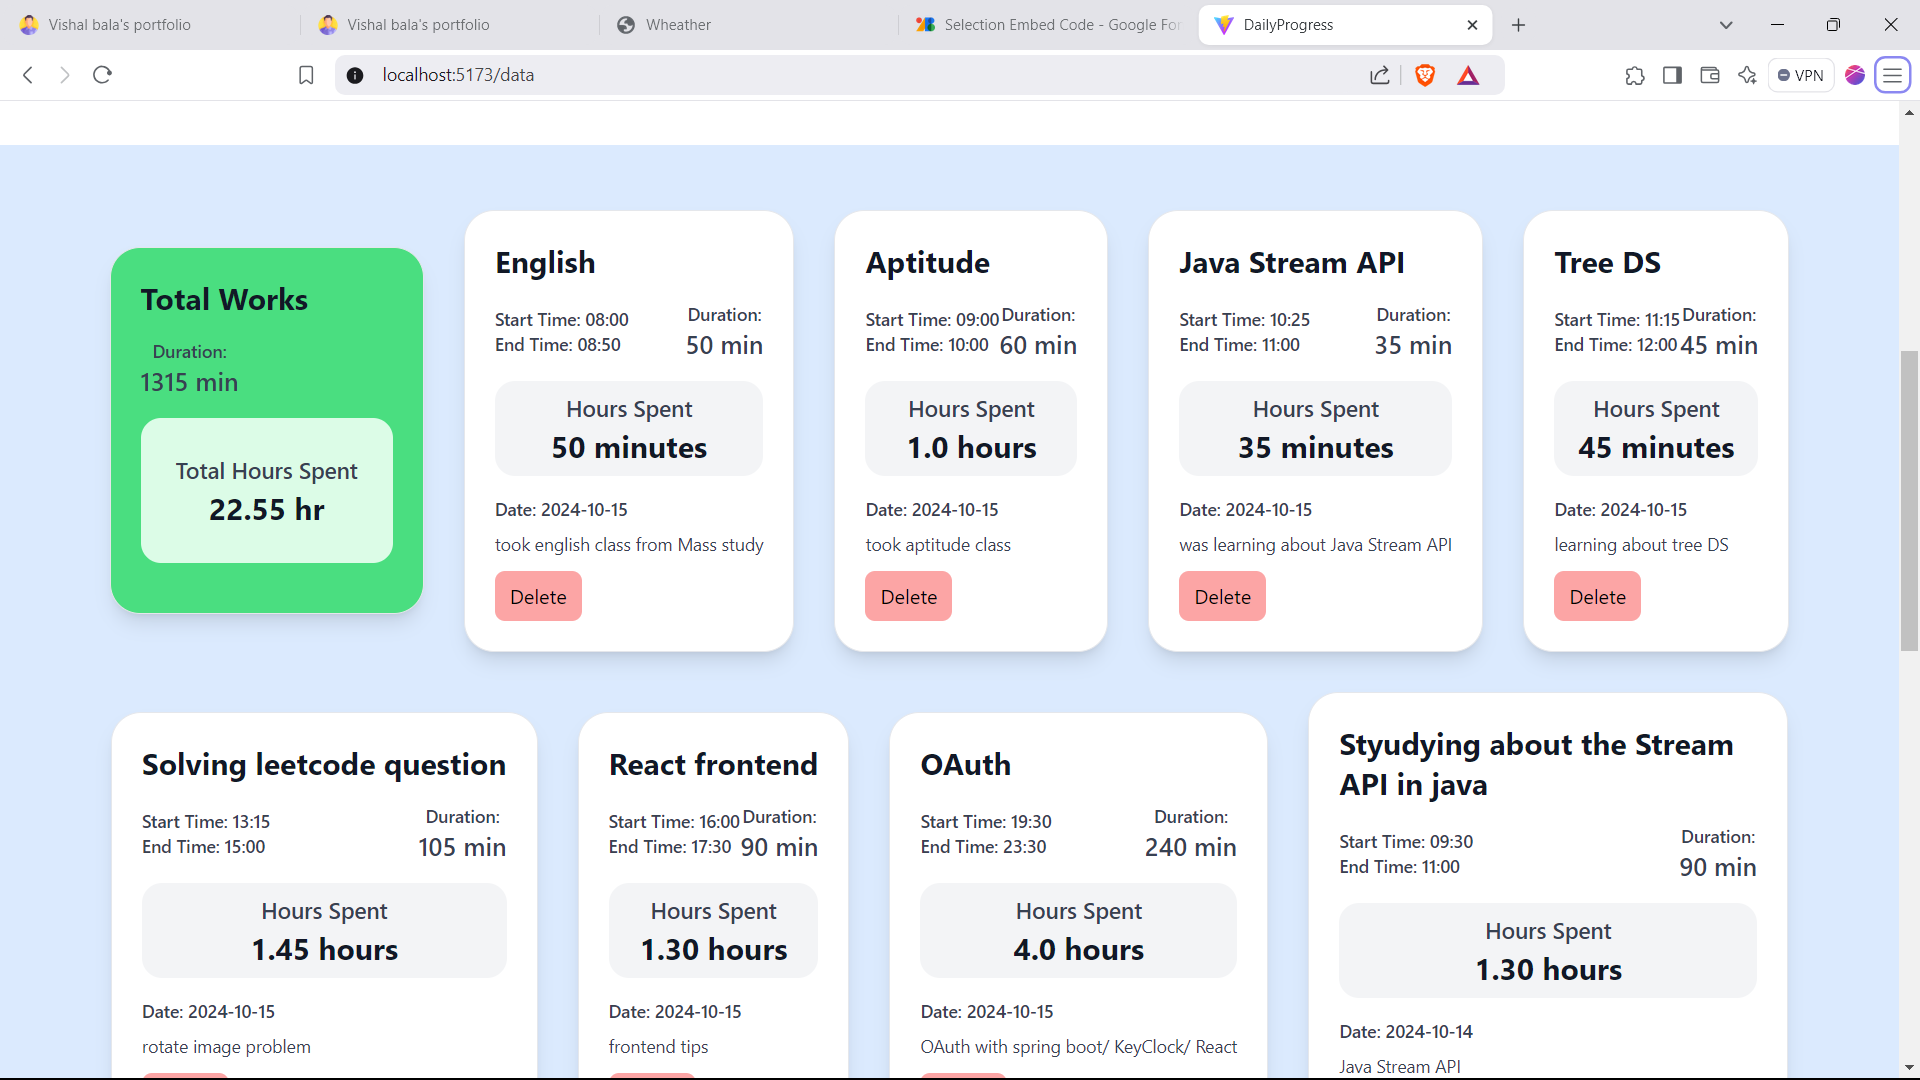 Vishal bala's portfolio
Vishal bala's portfolio
Wheather
Selection Embed Code - Google For
DailyProgress
localhost:5173/data
VPN
Total Works
Duration:
1315 min
Total Hours Spent
22.55 hr
English
Start Time: 08:00
End Time: 08:50
Duration:
50 min
Hours Spent
50 minutes
Date: 2024-10-15
took english class from Mass study
Delete
Aptitude
Start Time: 09:00
End Time: 10:00
Duration:
60 min
Hours Spent
1.0 hours
Date: 2024-10-15
took aptitude class
Delete
Java Stream API
Start Time: 10:25
End Time: 11:00
Duration:
35 min
Hours Spent
35 minutes
Date: 2024-10-15
was learning about Java Stream API
Delete
Tree DS
Start Time: 11:15
End Time: 12:00
Duration:
45 min
Hours Spent
45 minutes
Date: 2024-10-15
learning about tree DS
Delete
Solving leetcode question
Start Time: 13:15
End Time: 15:00
Duration:
105 min
Hours Spent
1.45 hours
Date: 2024-10-15
rotate image problem
React frontend
Start Time: 16:00
End Time: 17:30
Duration:
90 min
Hours Spent
1.30 hours
Date: 2024-10-15
frontend tips
OAuth
Start Time: 19:30
End Time: 23:30
Duration:
240 min
Hours Spent
4.0 hours
Date: 2024-10-15
OAuth with spring boot/ KeyClock/ React
Styudying about the Stream
API in java
Start Time: 09:30
End Time: 11:00
Duration:
90 min
Hours Spent
1.30 hours
Date: 2024-10-14
Java Stream API